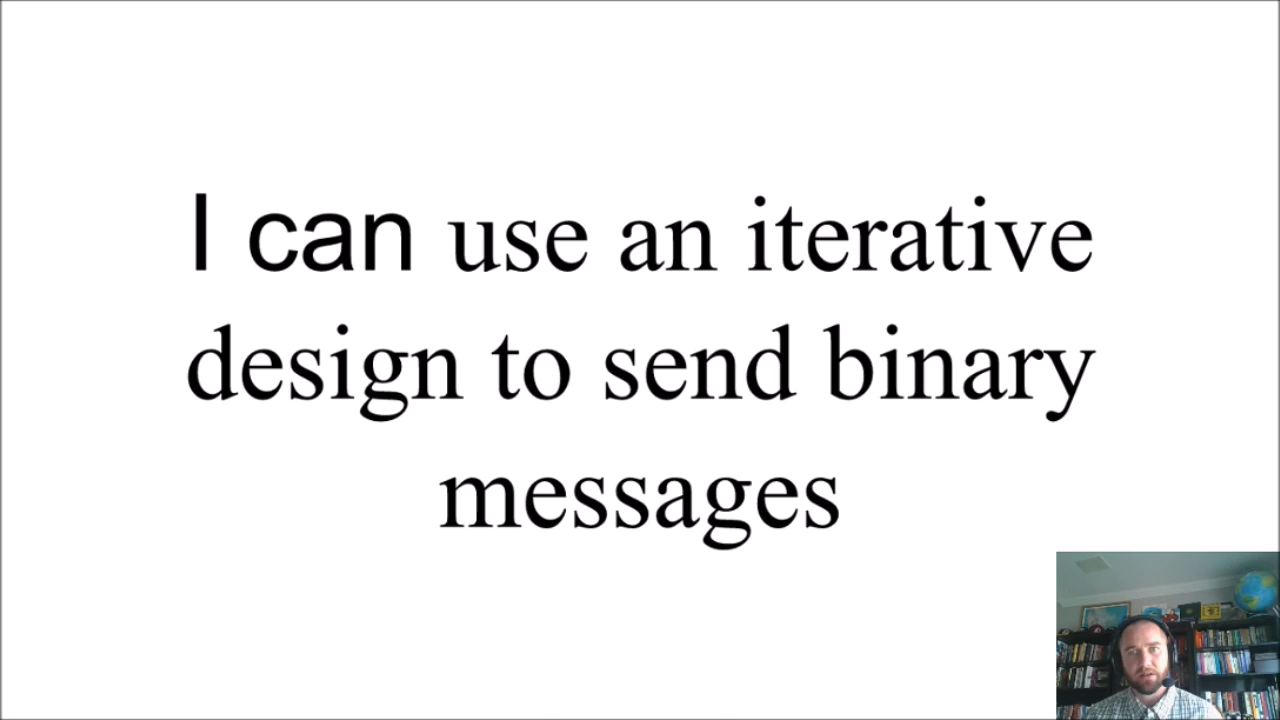 I can use an iterative
design to send binary
messages